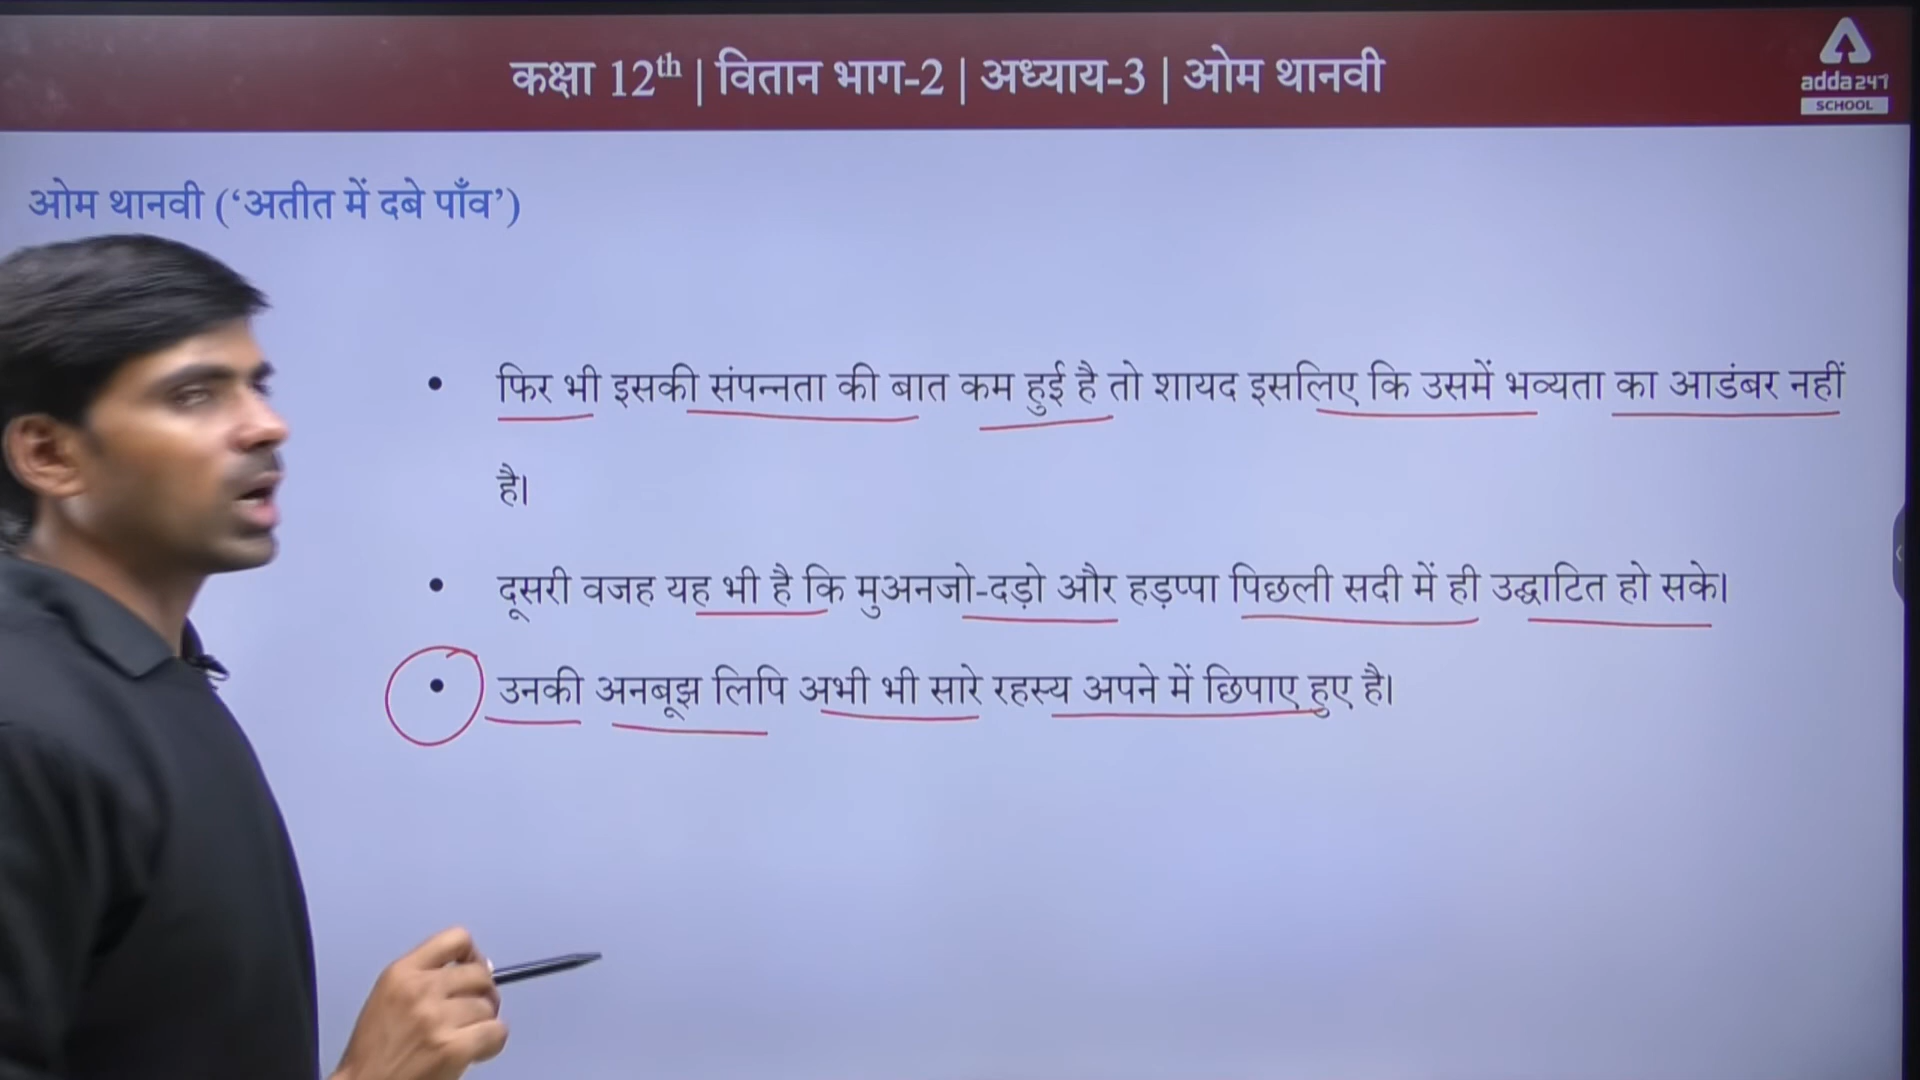 कक्षा 12th | वितान भाग-2 | अध्याय-3 | ओम थानवी
adda247
SCHOOL
ओम थानवी (‘अतीत में दबे पाँव’)
• फिर भी इसकी संपन्नता की बात कम हुई है तो शायद इसलिए कि उसमें भव्यता का आडंबर नहीं
है।
• दूसरी वजह यह भी है कि मुअनजो-दड़ो और हड़प्पा पिछली सदी में ही उद्घाटित हो सके।
• उनकी अनबूझ लिपि अभी भी सारे रहस्य अपने में छिपाए हुए है।